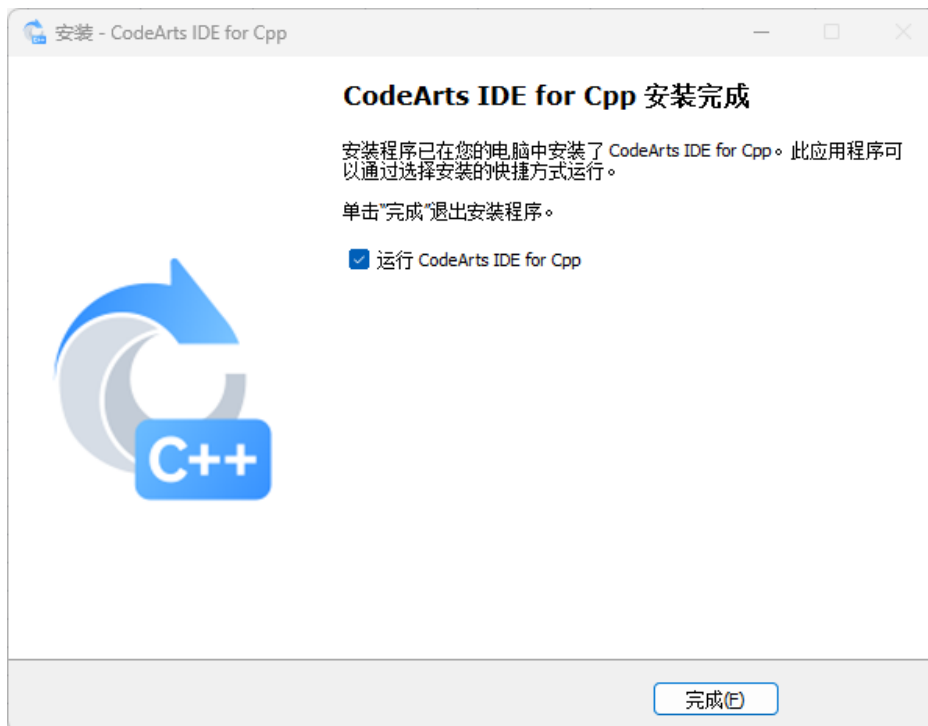 安装 - CodeArts IDE for Cpp
CodeArts IDE for Cpp 安装完成
安装程序已在您的电脑中安装了 CodeArts IDE for Cpp。此应用程序可
以通过选择安装的快捷方式运行。
单击"完成"退出安装程序。
运行 CodeArts IDE for Cpp
C++
完成(F)